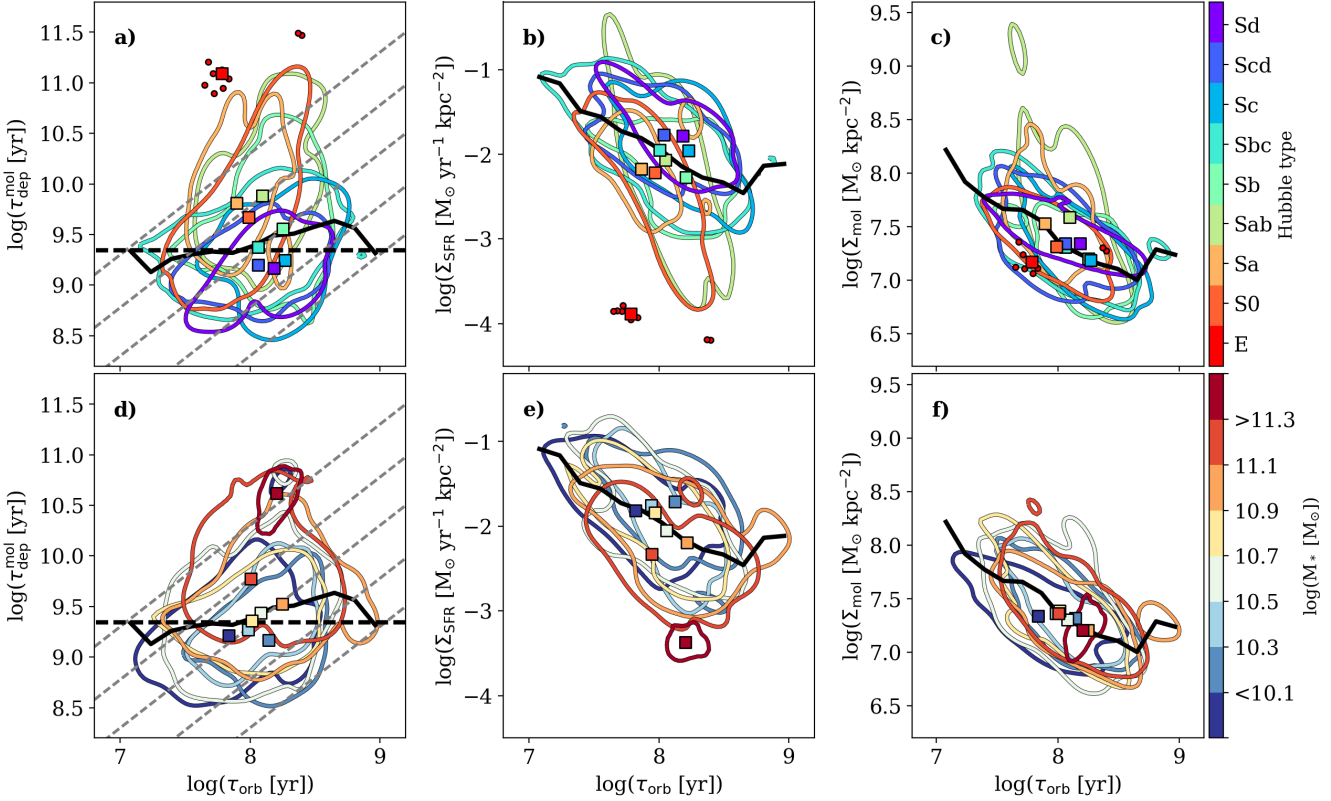 a)
b)
c)
11.5
11.0
10.5
10.0
9.5
9.0
8.5
log(τ_dep^mol [yr])
−1
−2
−3
−4
log(Σ_SFR [M_⊙ yr^−1 kpc^−2])
9.5
9.0
8.5
8.0
7.5
7.0
6.5
log(Σ_mol [M_⊙ kpc^−2])
Sd
Scd
Sc
Sbc
Sb
Sab
Sa
S0
E
Hubble type
d)
e)
f)
11.5
11.0
10.5
10.0
9.5
9.0
8.5
log(τ_dep^mol [yr])
−1
−2
−3
−4
log(Σ_SFR [M_⊙ yr^−1 kpc^−2])
9.5
9.0
8.5
8.0
7.5
7.0
6.5
log(Σ_mol [M_⊙ kpc^−2])
>11.3
11.1
10.9
10.7
10.5
10.3
<10.1
log(M_* [M_⊙])
7 8 9
7 8 9
7 8 9
log(τ_orb [yr])
log(τ_orb [yr])
log(τ_orb [yr])